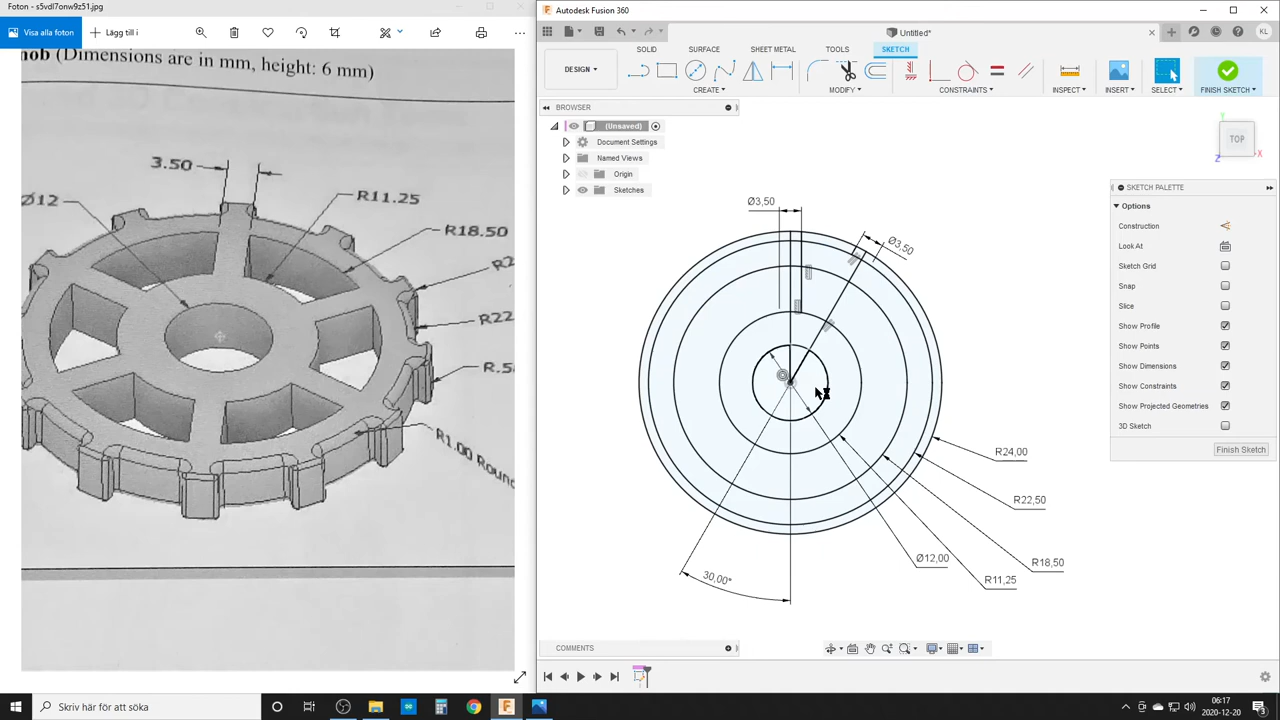 Foton - s5vdl7onw9z51.jpg
Visa alla foton
Lägg till i
nob (Dimensions are in mm, height: 6 mm)
3.50
Ø12
R11.25
R18.50
R22
R.5
R1.00 Roun
Autodesk Fusion 360
Untitled*
KL
DESIGN
SOLID
SURFACE
SHEET METAL
TOOLS
SKETCH
CREATE
MODIFY
CONSTRAINTS
INSPECT
INSERT
SELECT
FINISH SKETCH
BROWSER
(Unsaved)
Document Settings
Named Views
Origin
Sketches
Y
TOP
X
Z
SKETCH PALETTE
Options
Construction
Look At
Sketch Grid
Snap
Slice
Show Profile
Show Points
Show Dimensions
Show Constraints
Show Projected Geometries
3D Sketch
Finish Sketch
Ø3,50
Ø3,50
R24,00
R22,50
R18,50
Ø12,00
R11,25
30,00°
COMMENTS
Skriv här för att söka
06:17
2020-12-20
3